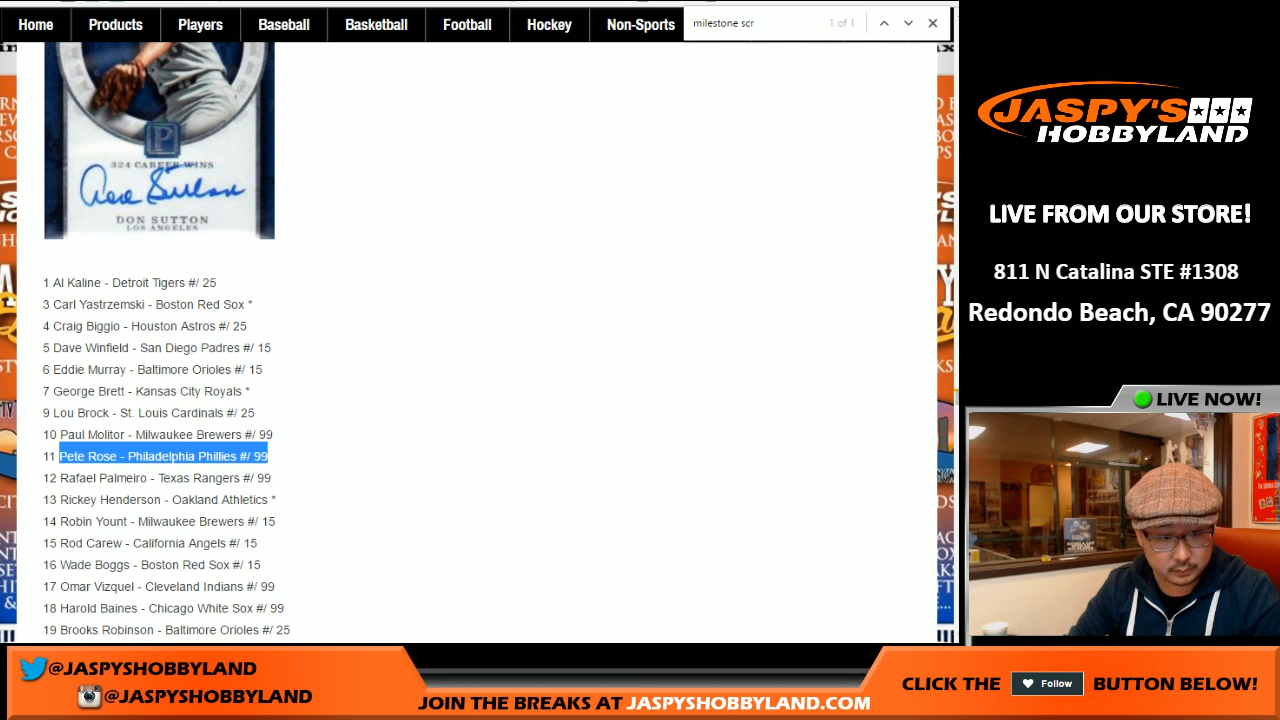 Home Products Players Baseball Basketball Football Hockey Non-Sports
milestone scr 1 of 1
P
324 CAREER WINS
DON SUTTON
LOS ANGELES
1 Al Kaline - Detroit Tigers #/ 25
3 Carl Yastrzemski - Boston Red Sox *
4 Craig Biggio - Houston Astros #/ 25
5 Dave Winfield - San Diego Padres #/ 15
6 Eddie Murray - Baltimore Orioles #/ 15
7 George Brett - Kansas City Royals *
9 Lou Brock - St. Louis Cardinals #/ 25
10 Paul Molitor - Milwaukee Brewers #/ 99
11 Pete Rose - Philadelphia Phillies #/ 99
12 Rafael Palmeiro - Texas Rangers #/ 99
13 Rickey Henderson - Oakland Athletics *
14 Robin Yount - Milwaukee Brewers #/ 15
15 Rod Carew - California Angels #/ 15
16 Wade Boggs - Boston Red Sox #/ 15
17 Omar Vizquel - Cleveland Indians #/ 99
18 Harold Baines - Chicago White Sox #/ 99
19 Brooks Robinson - Baltimore Orioles #/ 25
JASPY'S
HOBBYLAND
LIVE FROM OUR STORE!
811 N Catalina STE #1308
Redondo Beach, CA 90277
LIVE NOW!
@JASPYSHOBBYLAND
@JASPYSHOBBYLAND
JOIN THE BREAKS AT JASPYSHOBBYLAND.COM
CLICK THE Follow BUTTON BELOW!